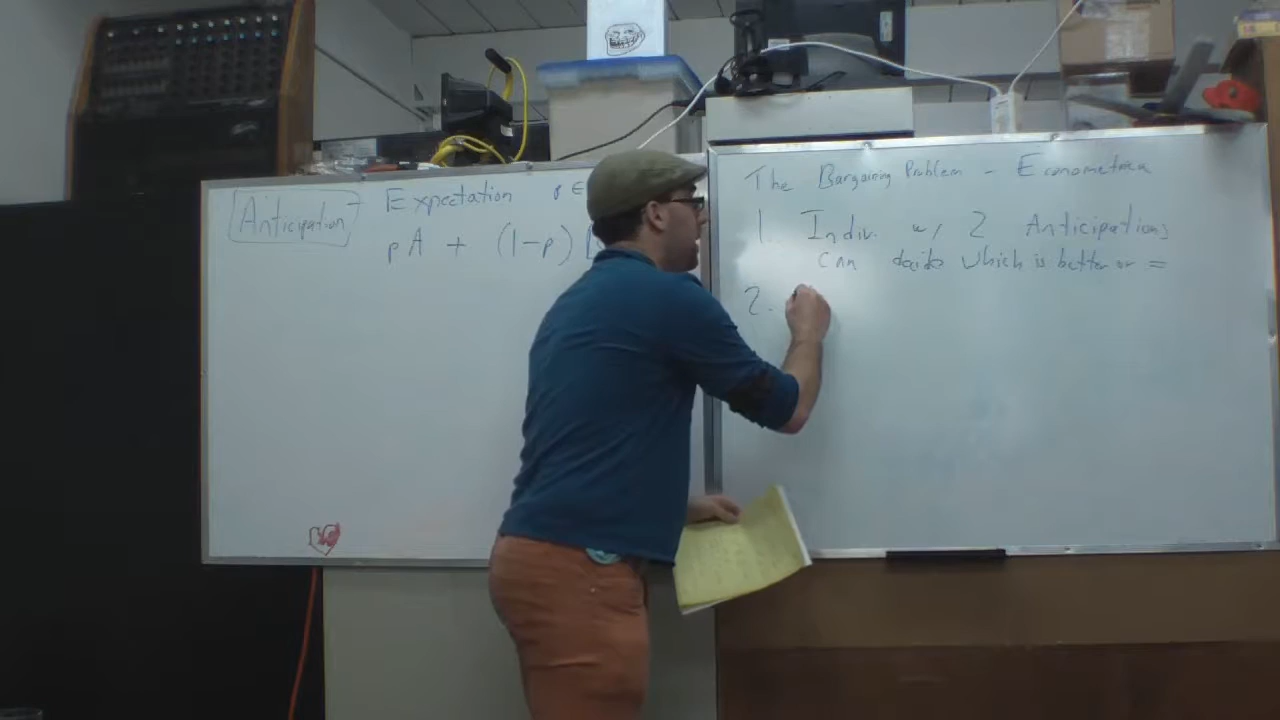 Anticipation
Expectation
pA + (1-p)
The Bargaining Problem - Econometrica
1. Indiv. w/ 2 Anticipations
can decide which is better or =
2.